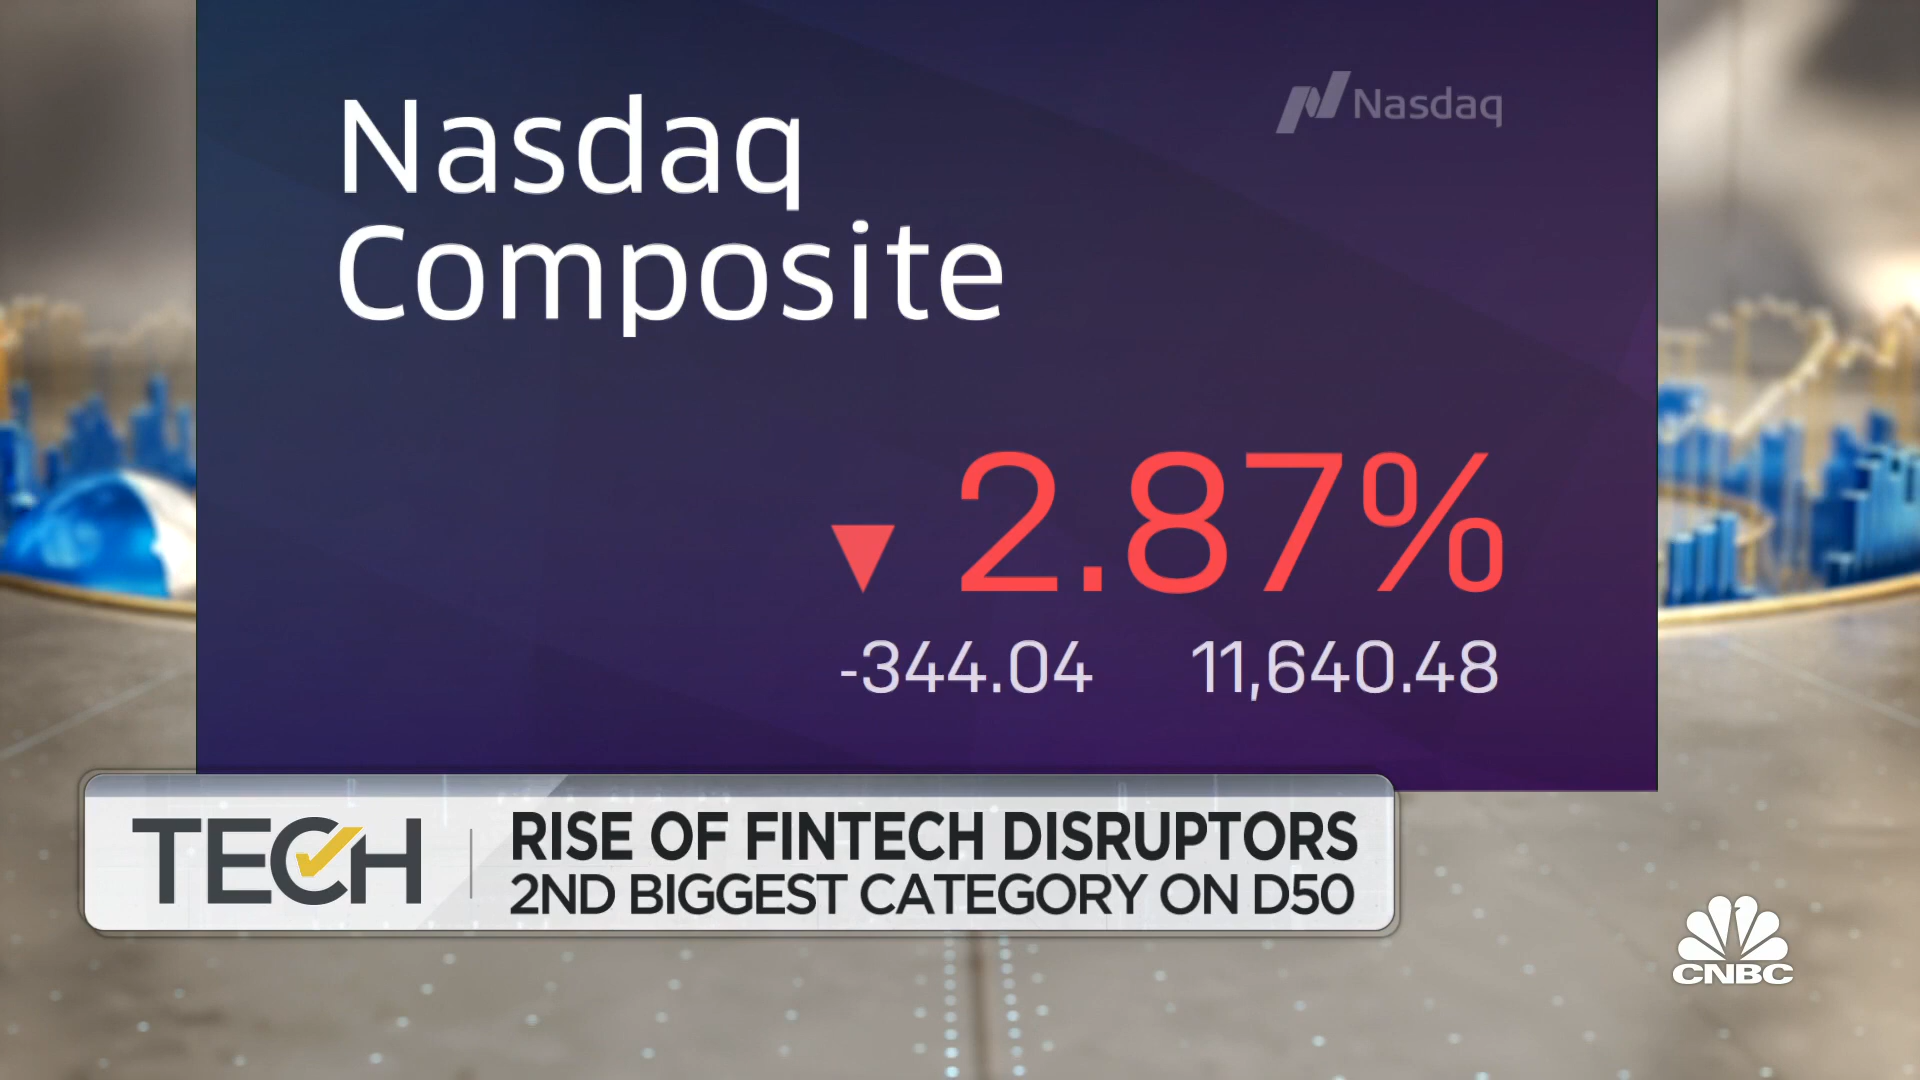 Nasdaq
Nasdaq
Composite
▼ 2.87%
-344.04 11,640.48
TECH
RISE OF FINTECH DISRUPTORS
2ND BIGGEST CATEGORY ON D50
CNBC